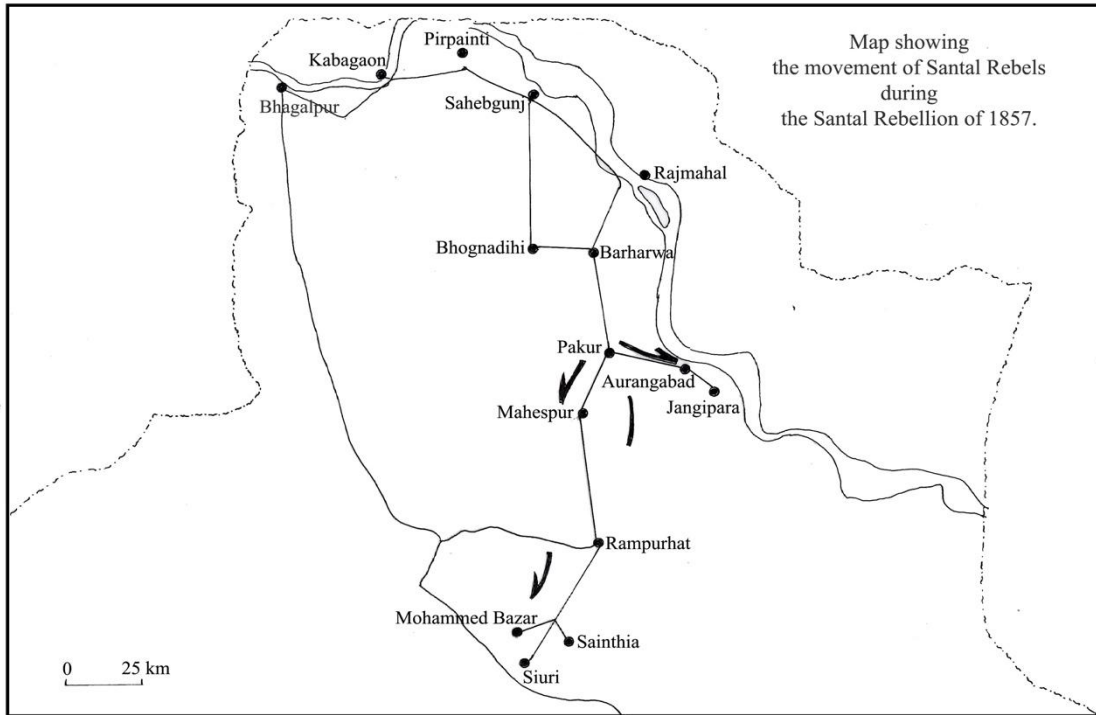 Map showing
the movement of Santal Rebels
during
the Santal Rebellion of 1857.
Pirpainti
Kabagaon
Bhagalpur
Sahebgunj
Rajmahal
Bhognadihi
Barharwa
Pakur
Aurangabad
Jangipara
Mahespur
Rampurhat
Mohammed Bazar
Sainthia
Siuri
0 25 km